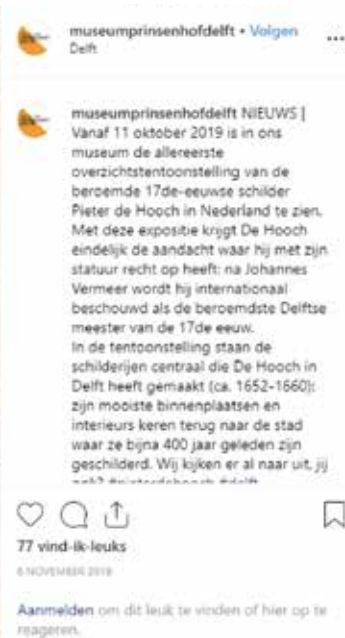 museumprinsenhofdelft • Volgen
Delft
museumprinsenhofdelft NIEUWS |
Vanaf 11 oktober 2019 is in ons
museum de allereerste
overzichtstentoonstelling van de
beroemde 17de-eeuwse schilder
Pieter de Hooch in Nederland te zien.
Met deze expositie krijgt De Hooch
eindelijk de aandacht waar hij met zijn
statuur recht op heeft: na Johannes
Vermeer wordt hij internationaal
beschouwd als de beroemdste Delftse
meester van de 17de eeuw.
In de tentoonstelling staan de
schilderijen centraal die De Hooch in
Delft heeft gemaakt (ca. 1652-1660):
zijn mooiste binnenplaatsen en
interieurs keren terug naar de stad
waar ze bijna 400 jaar geleden zijn
geschilderd. Wij kijken er al naar uit, jij
77 vind-ik-leuks
6 NOVEMBER 2018
Aanmelden om dit leuk te vinden of hier op te
reageren.